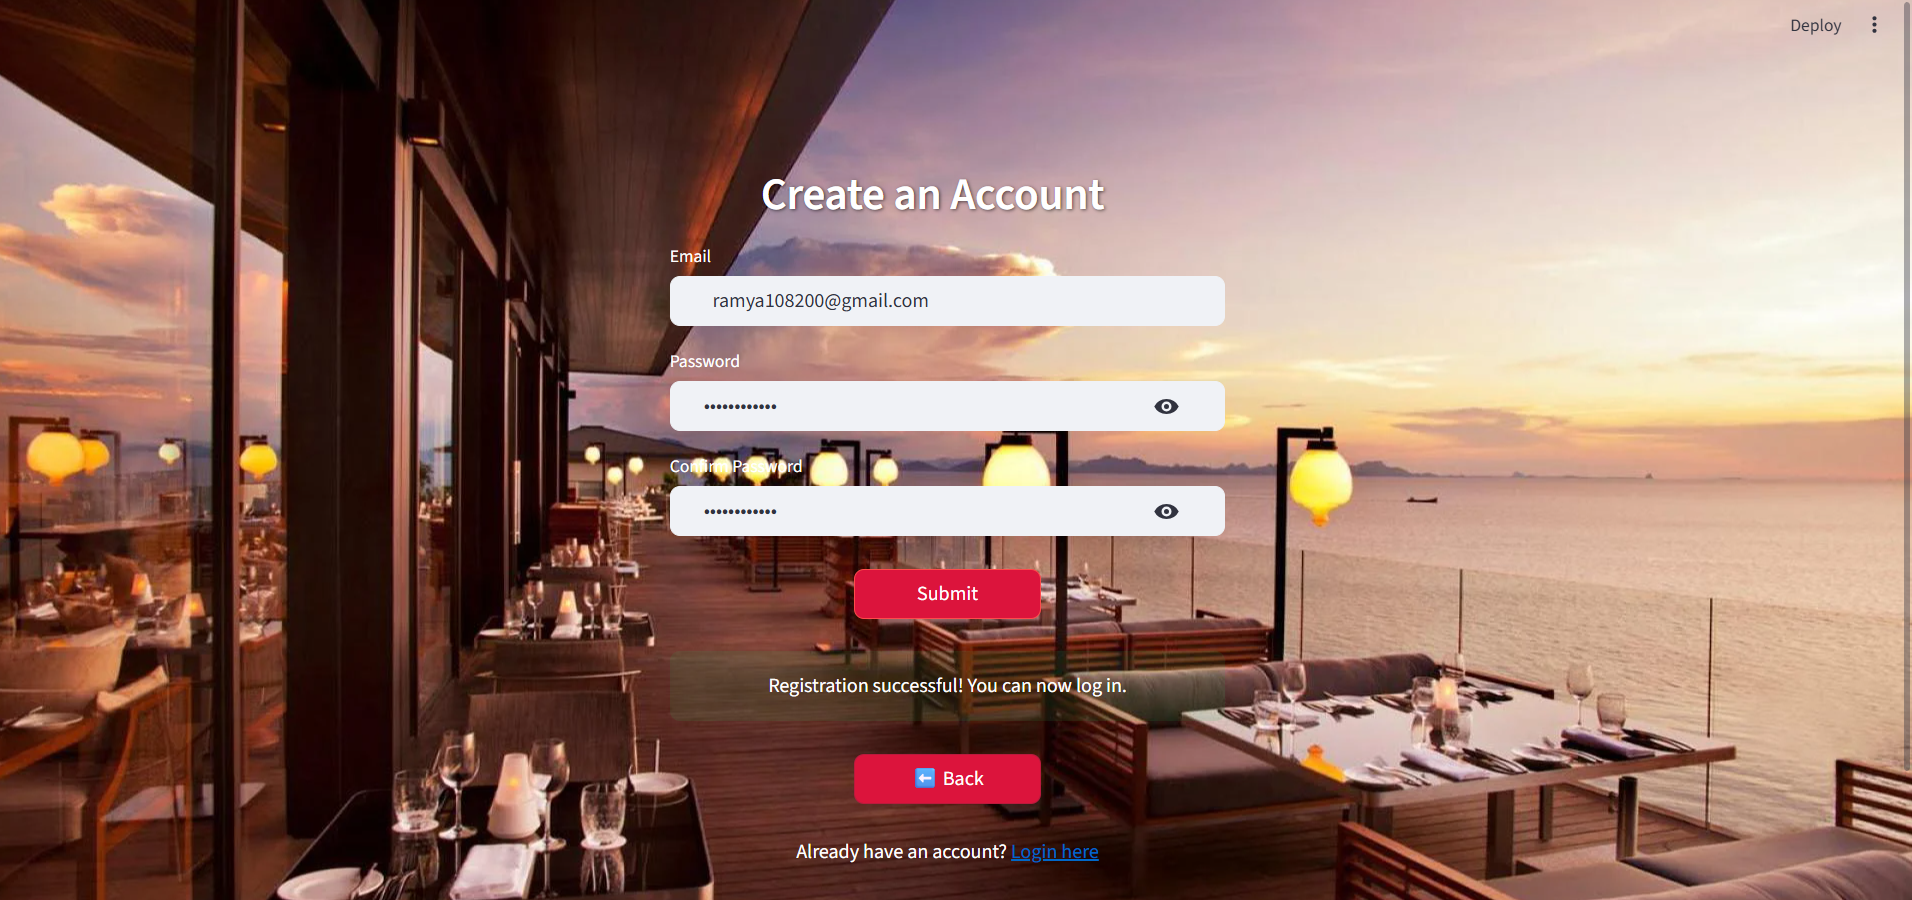 Deploy
Create an Account
Email
ramya108200@gmail.com
Password
••••••••••••
Confirm Password
••••••••••••
Submit
Registration successful! You can now log in.
Back
Already have an account? Login here